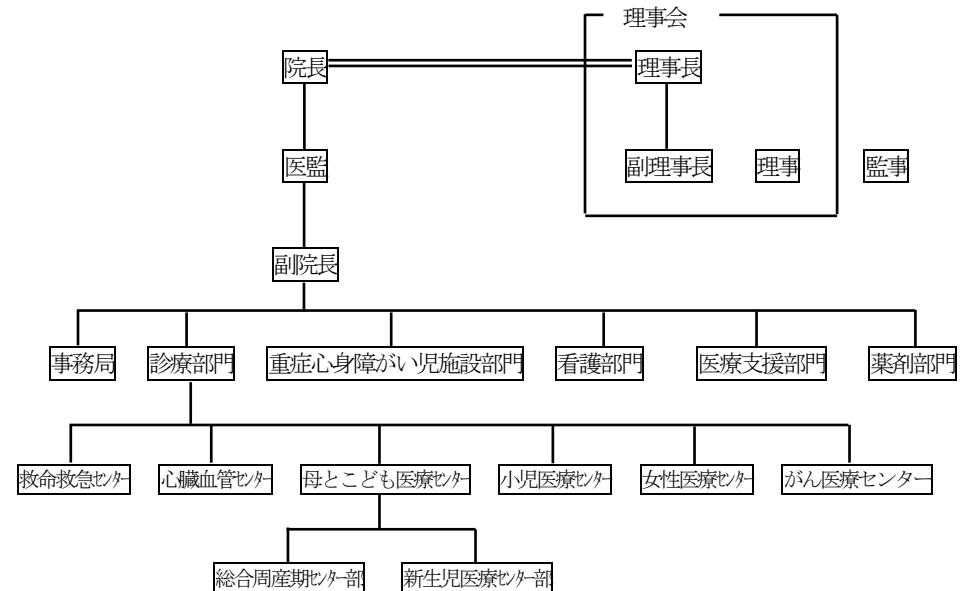 理事会
院長
理事長
医監
副理事長
理事
監事
副院長
事務局
診療部門
重症心身障がい児施設部門
看護部門
医療支援部門
薬剤部門
救命救急ｾﾝﾀｰ
心臓血管ｾﾝﾀｰ
母とこども医療ｾﾝﾀｰ
小児医療ｾﾝﾀｰ
女性医療ｾﾝﾀｰ
がん医療センター
総合周産期ｾﾝﾀｰ部
新生児医療ｾﾝﾀｰ部